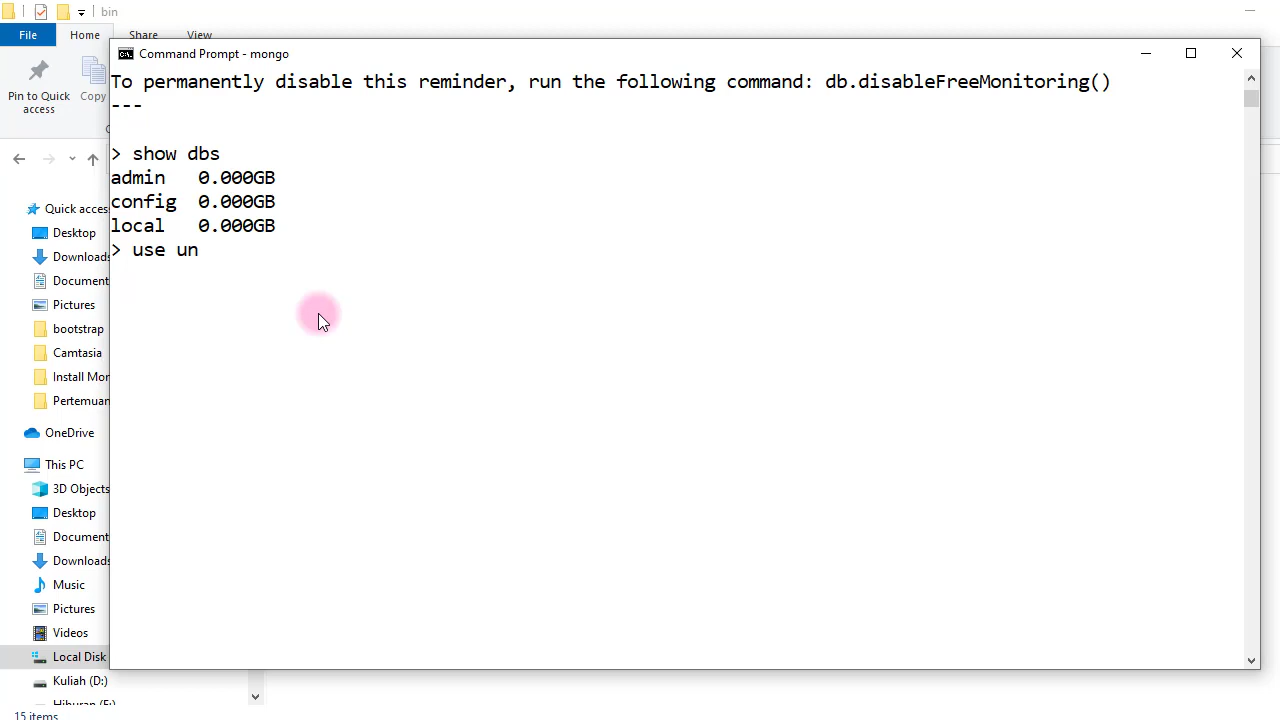 bin
File Home Share View
Command Prompt - mongo
To permanently disable this reminder, run the following command: db.disableFreeMonitoring()
---
> show dbs
admin 0.000GB
config 0.000GB
local 0.000GB
> use un
Pin to Quick access
Copy
Quick acces
Desktop
Downloads
Document
Pictures
bootstrap
Camtasia
Install Mor
Pertemuan
OneDrive
This PC
3D Objects
Desktop
Document
Downloads
Music
Pictures
Videos
Local Disk
Kuliah (D:)
Hiburan (E:)
15 items